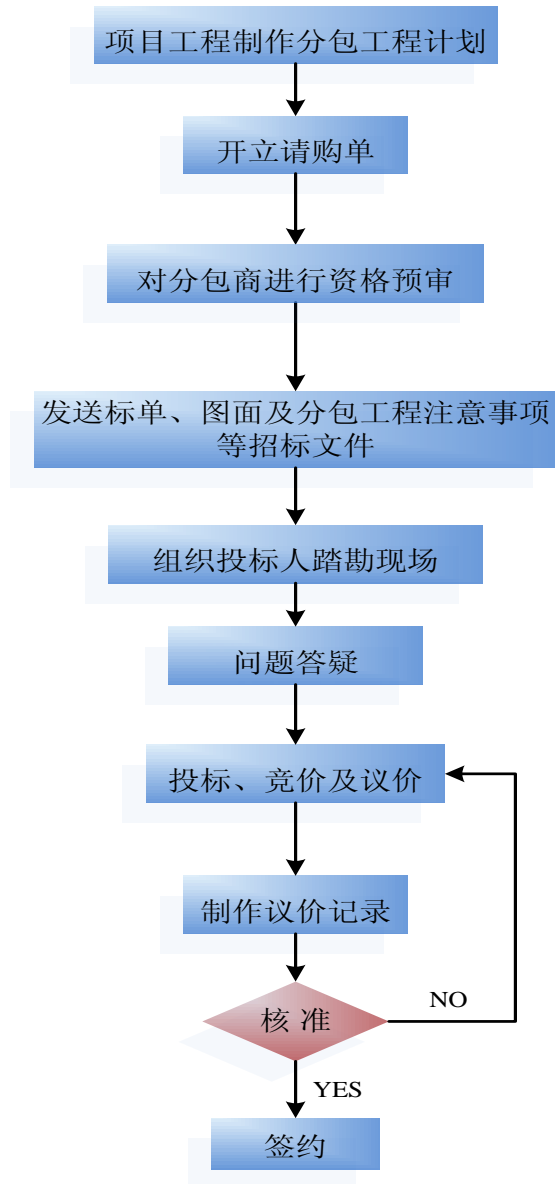 项目工程制作分包工程计划
开立请购单
对分包商进行资格预审
发送标单、图面及分包工程注意事项
等招标文件
组织投标人踏勘现场
问题答疑
投标、竞价及议价
制作议价记录
核 准
NO
YES
签约